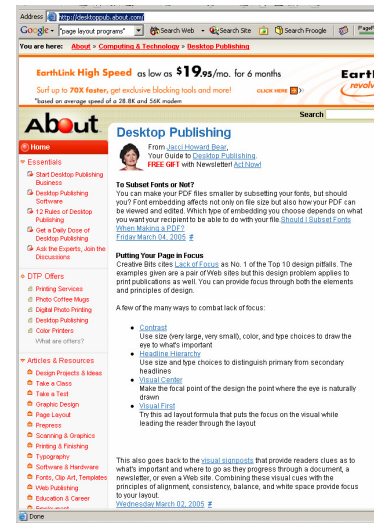 Address http://desktoppub.about.com/
Google "page layout programs" Search Web Search Site Search Froogle
You are here: About > Computing & Technology > Desktop Publishing
EarthLink High Speed as low as $19.95/mo. for 6 months
Surf up to 70X faster, get exclusive blocking tools and more! CLICK HERE
*based on average speed of a 28.8K and 56K modem
EartH
revolv
Search
About
Desktop Publishing
Home
From Jacci Howard Bear,
Your Guide to Desktop Publishing.
FREE GIFT with Newsletter! Act Now!
Essentials
Start Desktop Publishing Business
Desktop Publishing Software
12 Rules of Desktop Publishing
Get a Daily Dose of Desktop Publishing
Ask the Experts, Join the Discussions
DTP Offers
Printing Services
Photo Coffee Mugs
Digital Photo Printing
Desktop Publishing
Color Printers
What are offers?
Articles & Resources
Design Projects & Ideas
Take a Class
Take a Test
Graphic Design
Page Layout
Prepress
Scanning & Graphics
Printing & Finishing
Typography
Software & Hardware
Fonts, Clip Art, Templates
Web Publishing
Education & Career
To Subset Fonts or Not?
You can make your PDF files smaller by subsetting your fonts, but should
you? Font embedding affects not only on file size but also how your PDF can
be viewed and edited. Which type of embedding you choose depends on what
you want your recipient to be able to do with your file.Should I Subset Fonts
When Making a PDF?
Friday March 04, 2005 #
Putting Your Page in Focus
Creative Bits cites Lack of Focus as No. 1 of the Top 10 design pitfalls. The
examples given are a pair of Web sites but this design problem applies to
print publications as well. You can provide focus through both the elements
and principles of design.
A few of the many ways to combat lack of focus:
Contrast
Use size (very large, very small), color, and type choices to draw the
eye to what's important
Headline Hierarchy
Use size and type choices to distinguish primary from secondary
headlines
Visual Center
Make the focal point of the design the point where the eye is naturally
drawn
Visual First
Try this ad layout formula that puts the focus on the visual while
leading the reader through the layout
This also goes back to the visual signposts that provide readers clues as to
what's important and where to go as they progress through a document, a
newsletter, or even a Web site. Combining these visual cues with the
principles of alignment, consistency, balance, and white space provide focus
to your layout.
Wednesday March 02, 2005 #
Done